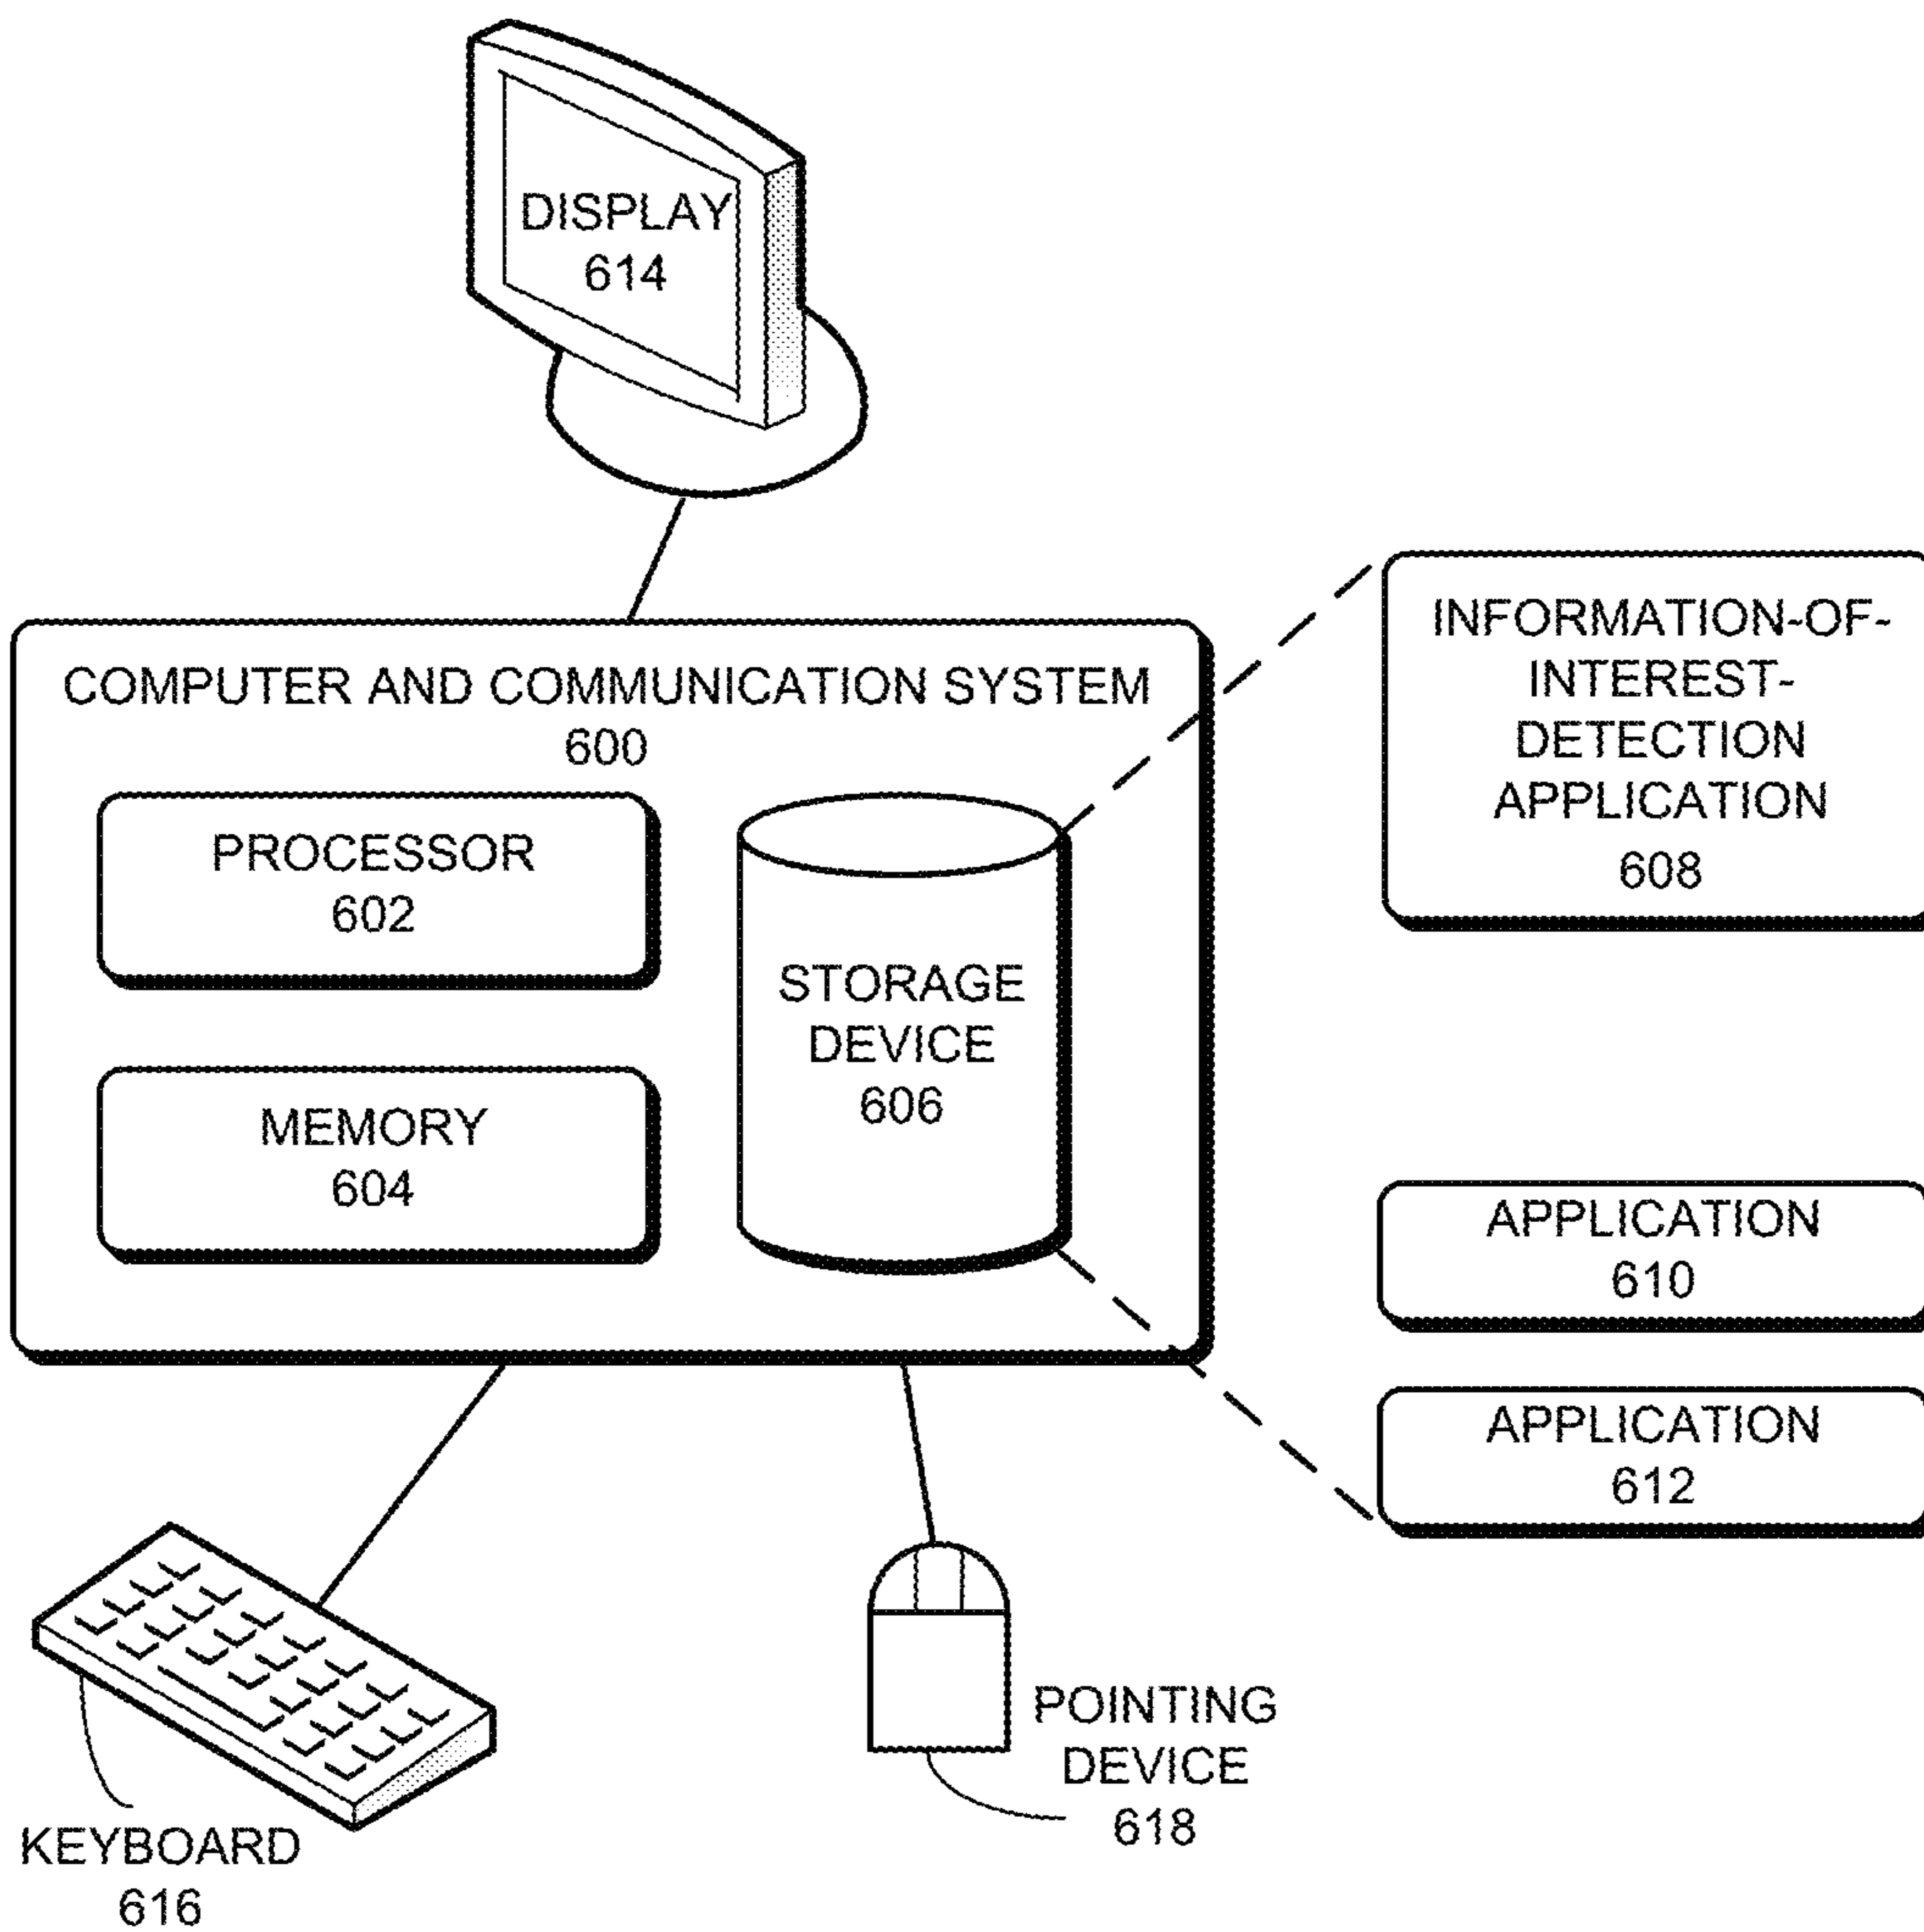 DISPLAY
614
COMPUTER AND COMMUNICATION SYSTEM
600
PROCESSOR
602
MEMORY
604
STORAGE
DEVICE
606
INFORMATION-OF-
INTEREST-
DETECTION
APPLICATION
608
APPLICATION
610
APPLICATION
612
KEYBOARD
616
POINTING
DEVICE
618